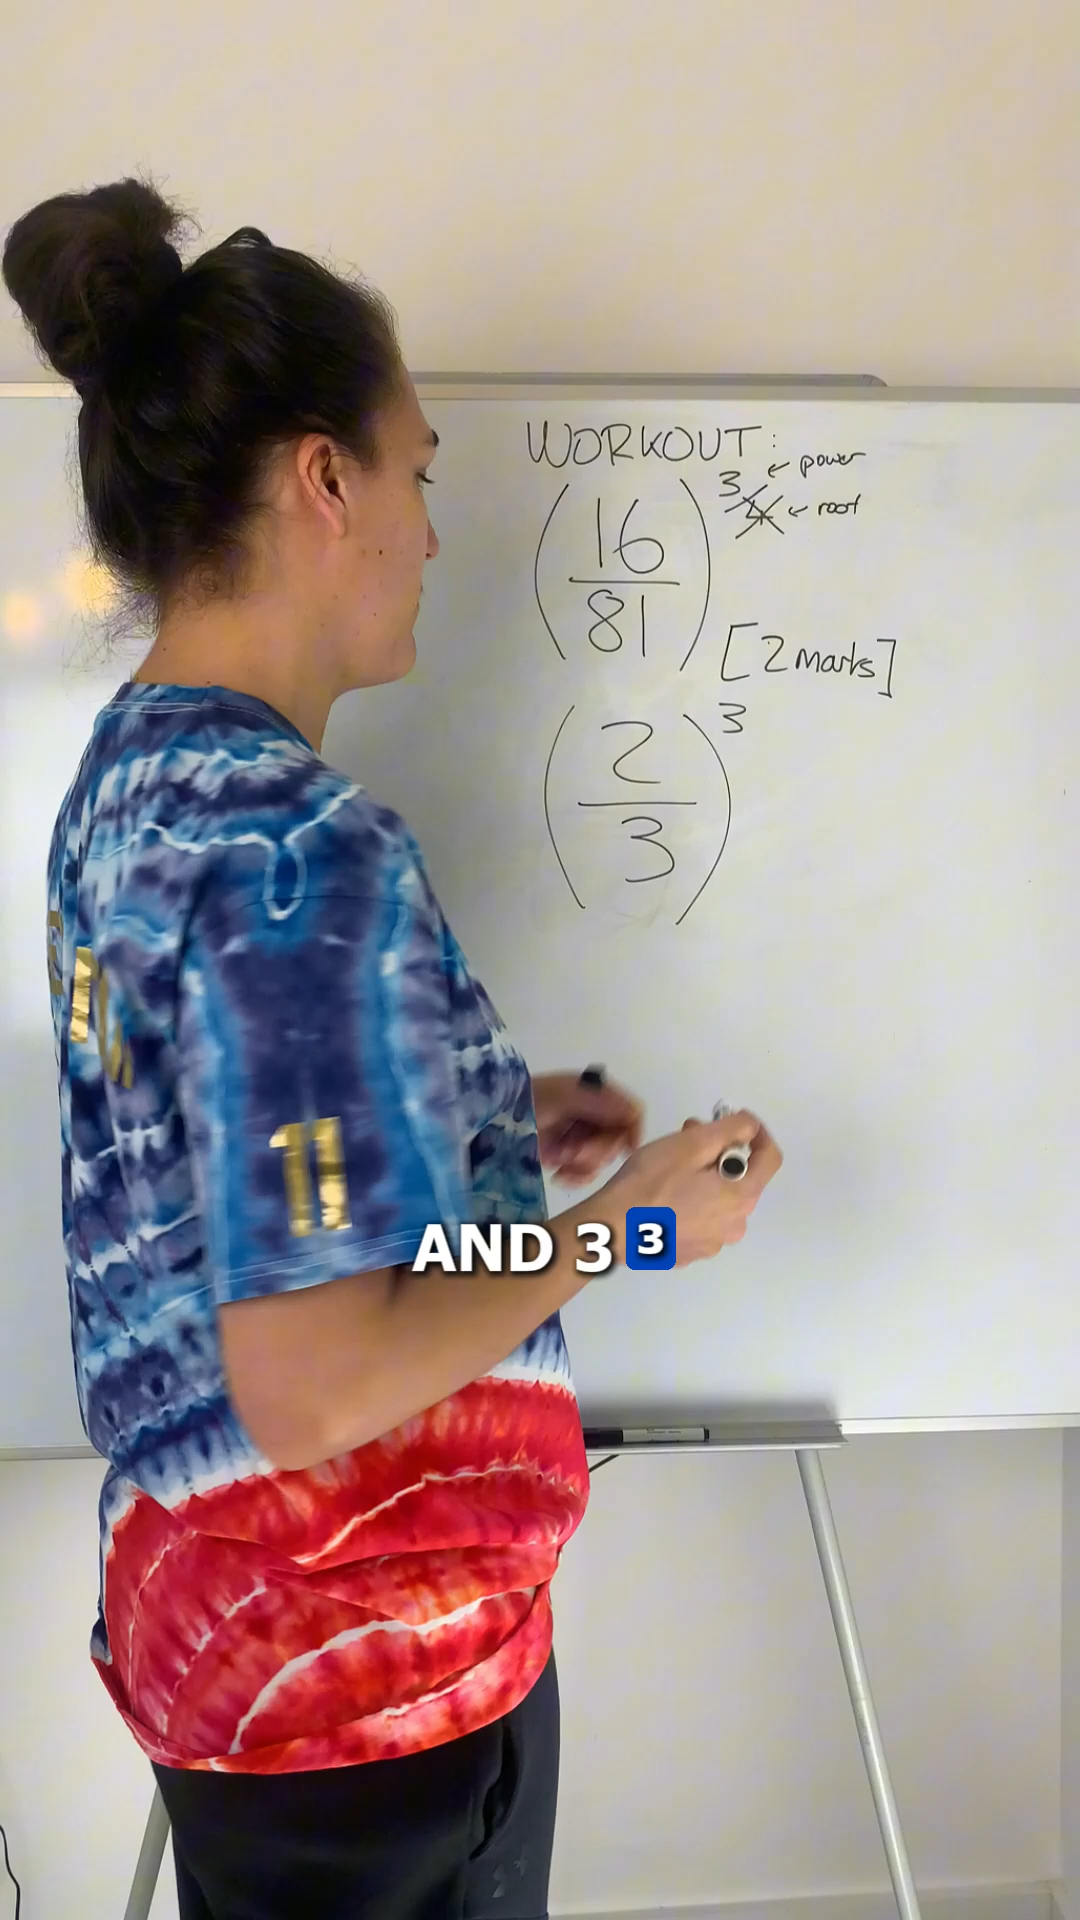 WORKOUT:
3/4 ← power
← root
(16/81)
[2 marks]
(2/3)³
11
AND 3 3